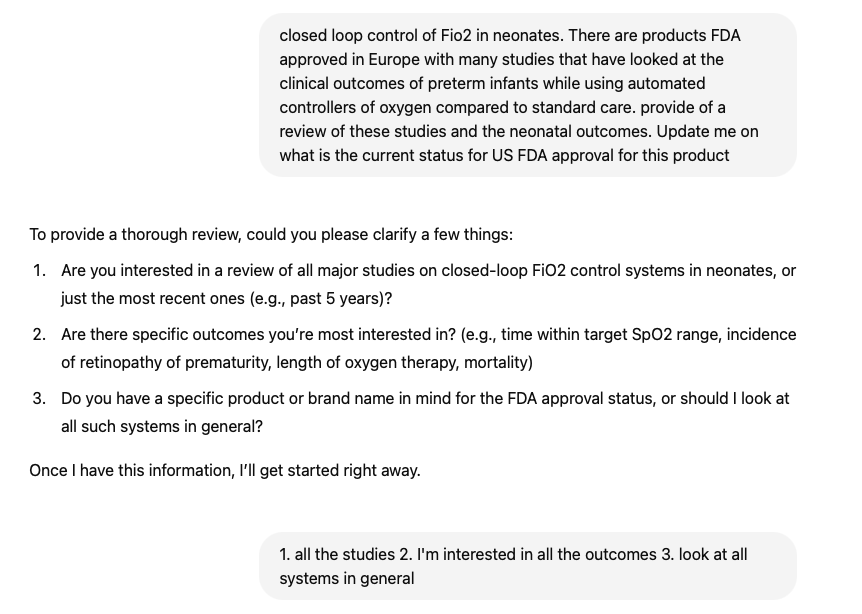 closed loop control of Fio2 in neonates. There are products FDA
approved in Europe with many studies that have looked at the
clinical outcomes of preterm infants while using automated
controllers of oxygen compared to standard care. provide of a
review of these studies and the neonatal outcomes. Update me on
what is the current status for US FDA approval for this product
To provide a thorough review, could you please clarify a few things:
1. Are you interested in a review of all major studies on closed-loop FiO2 control systems in neonates, or
just the most recent ones (e.g., past 5 years)?
2. Are there specific outcomes you’re most interested in? (e.g., time within target SpO2 range, incidence
of retinopathy of prematurity, length of oxygen therapy, mortality)
3. Do you have a specific product or brand name in mind for the FDA approval status, or should I look at
all such systems in general?
Once I have this information, I’ll get started right away.
1. all the studies 2. I'm interested in all the outcomes 3. look at all
systems in general